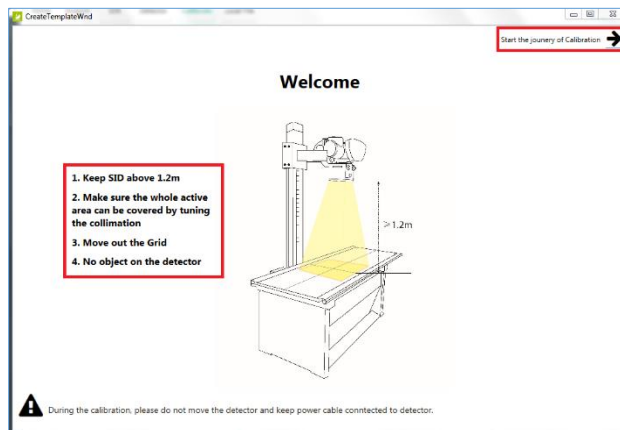 CreateTemplateWnd
Start the jounery of Calibration
Welcome
1. Keep SID above 1.2m
2. Make sure the whole active
area can be covered by tuning
the collimation
3. Move out the Grid
4. No object on the detector
≥1.2m
During the calibration, please do not move the detector and keep power cable conntected to detector.